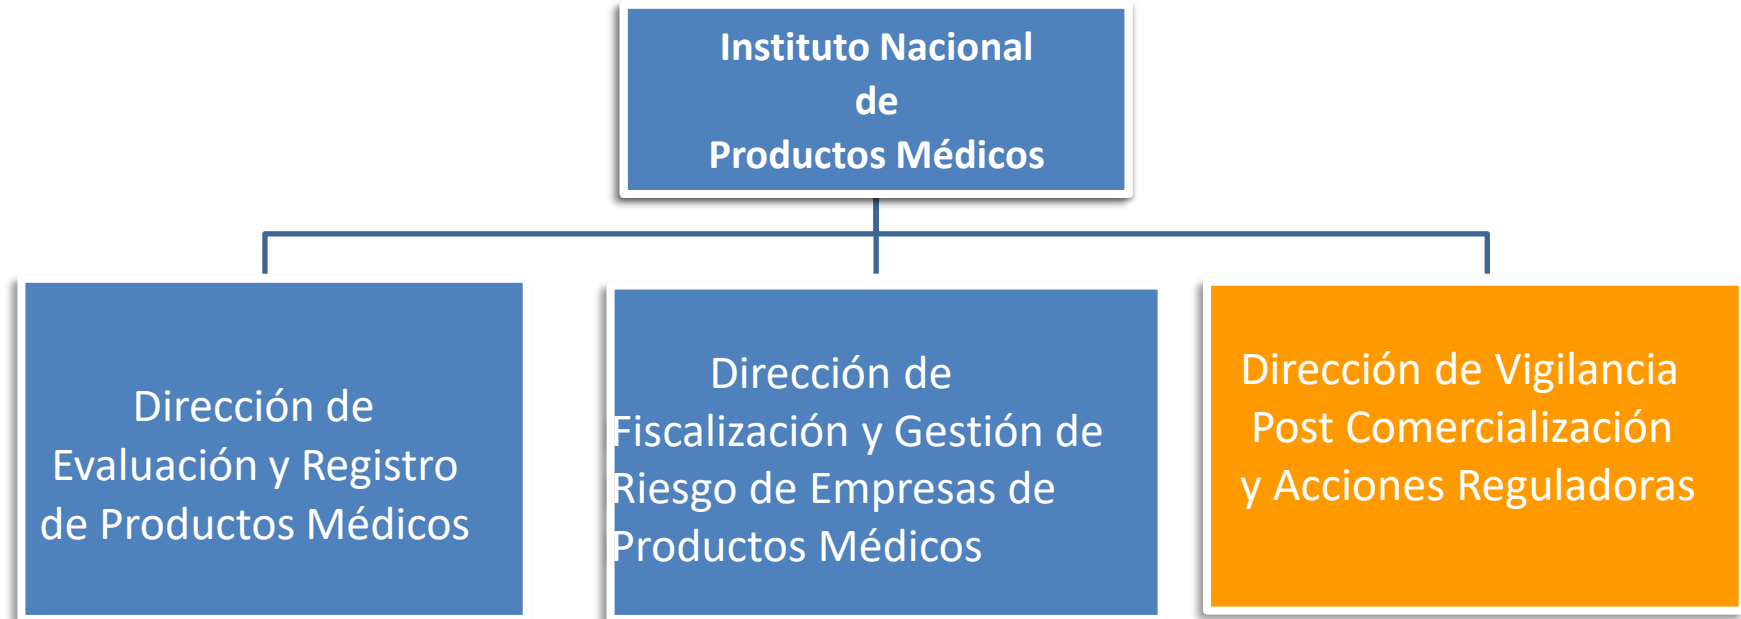 Instituto Nacional
de
Productos Médicos
Dirección de
Evaluación y Registro
de Productos Médicos
Dirección de
Fiscalización y Gestión de
Riesgo de Empresas de
Productos Médicos
Dirección de Vigilancia
Post Comercialización
y Acciones Reguladoras